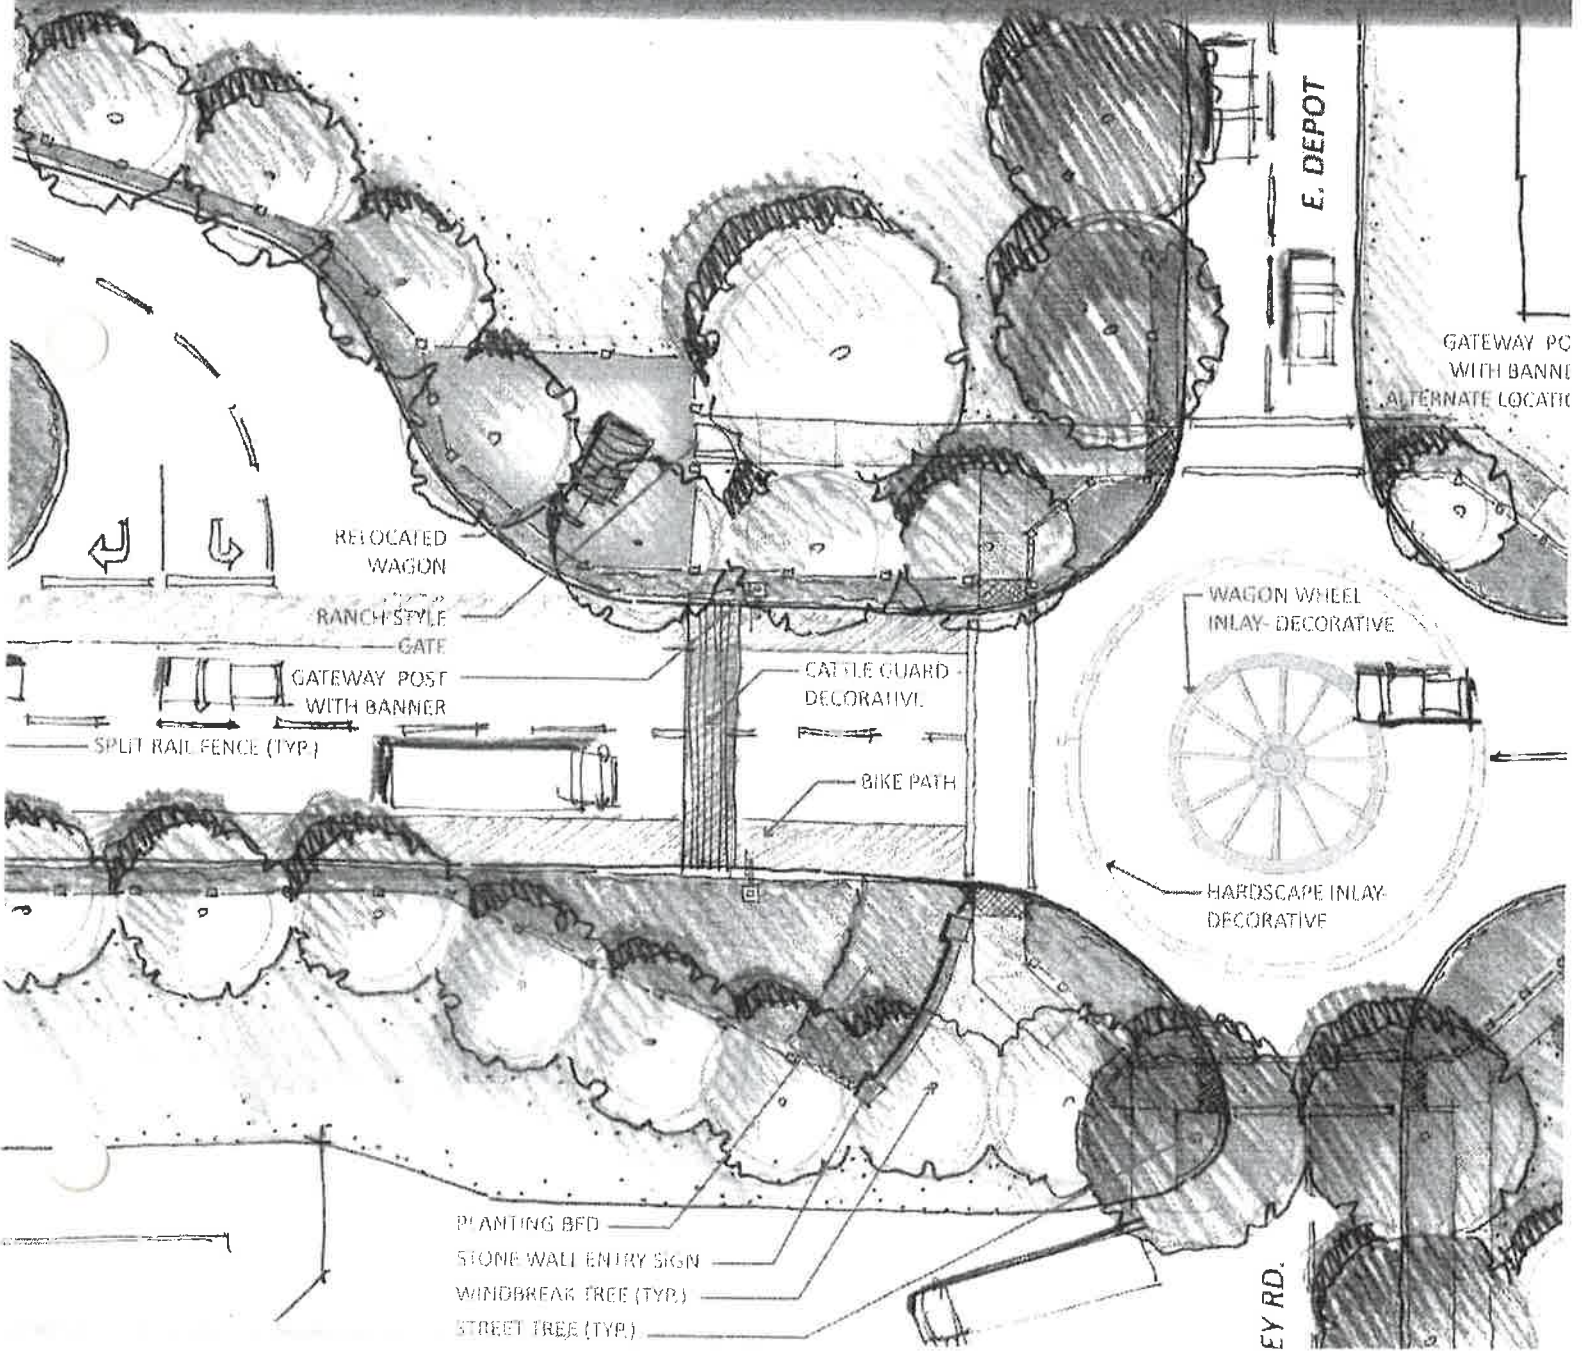 E. DEPOT
GATEWAY PO
WITH BANNE
ALTERNATE LOCATIO
RELOCATED
WAGON
RANCH STYLE
GATE
GATEWAY POST
WITH BANNER
SPLIT RAIL FENCE (TYP.)
CATTLE GUARD -
DECORATIVE
BIKE PATH
WAGON WHEEL
INLAY- DECORATIVE
HARDSCAPE INLAY-
DECORATIVE
PLANTING BED
STONE WALL ENTRY SIGN
WINDBREAK TREE (TYP.)
STREET TREE (TYP.)
EY RD.